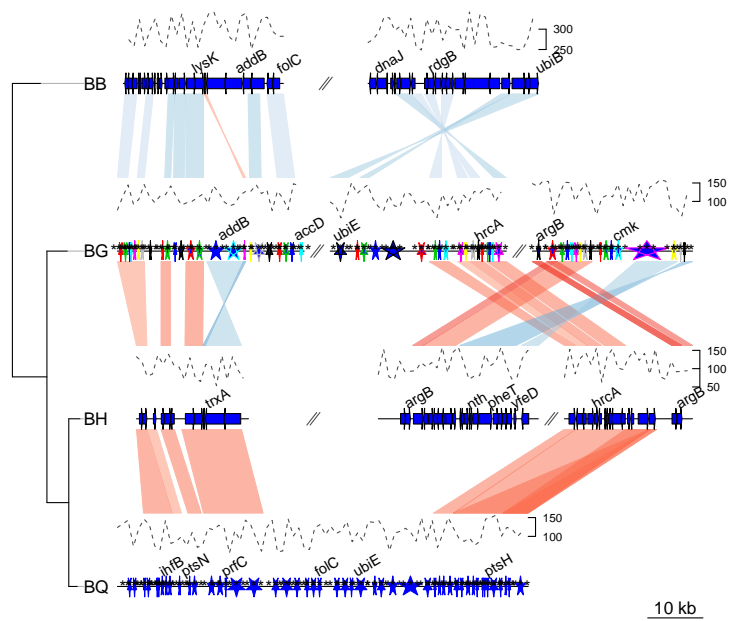 300
250
lysK addB folC dnaJ rdgB ubiB
BB //
150
100
addB accD ubiE hrcA argB cmk
BG // //
150
100
50
trxA argB nth pheT yfeD hrcA argB
BH // //
150
100
ihfB ptsN prfC folC ubiE ptsH
BQ
10 kb